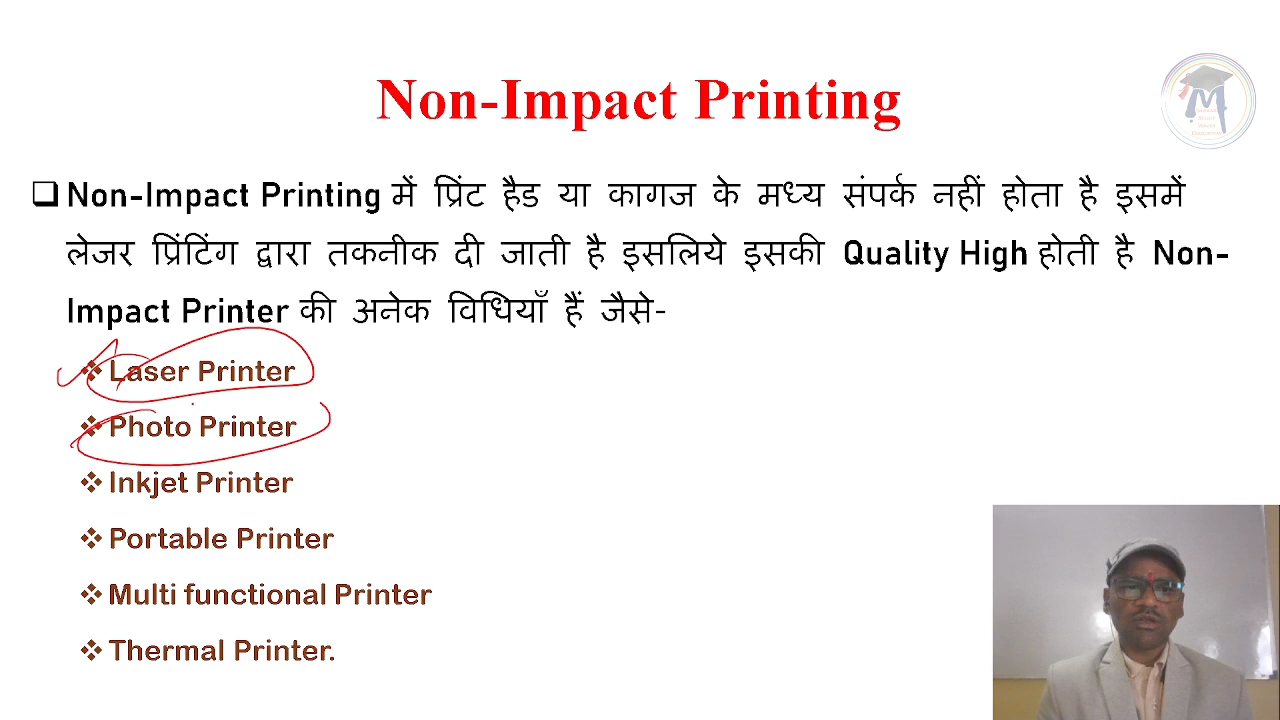 Non-Impact Printing
❑ Non-Impact Printing में प्रिंट हैड या कागज के मध्य संपर्क नहीं होता है इसमें
लेजर प्रिंटिंग द्वारा तकनीक दी जाती है इसलिये इसकी Quality High होती है Non-
Impact Printer की अनेक विधियाँ हैं जैसे-
❖ Laser Printer
❖ Photo Printer
❖ Inkjet Printer
❖ Portable Printer
❖ Multi functional Printer
❖ Thermal Printer.